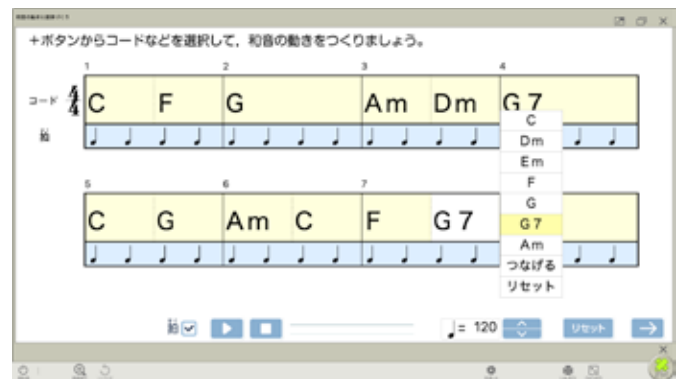 +ボタンからコードなどを選択して，和音の動きをつくりましょう。
1 2 3 4
コード 4/4 C F G Am Dm G7
拍
C
Dm
Em
F
G
G7
Am
つなげる
リセット
5 6 7
C G Am C F G7
拍 = 120 リセット